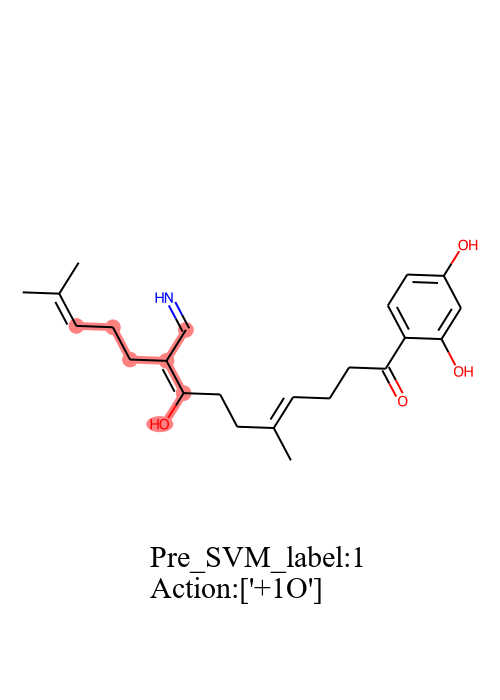 OH
HN
OH
O
HO
Pre_SVM_label:1
Action:['+1O']